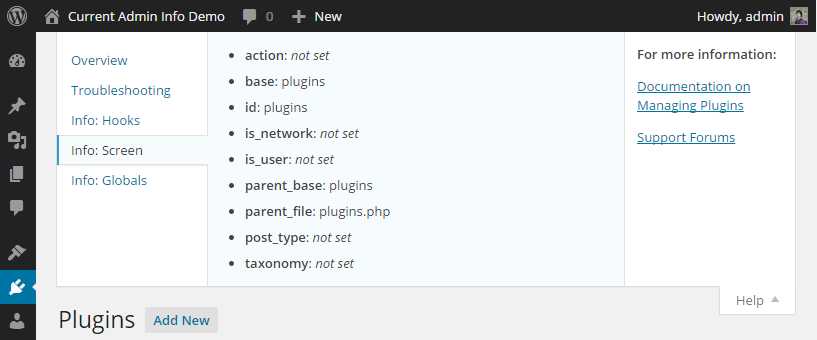 Current Admin Info Demo 0 New Howdy, admin
Overview
Troubleshooting
Info: Hooks
Info: Screen
Info: Globals
action: not set
base: plugins
id: plugins
is_network: not set
is_user: not set
parent_base: plugins
parent_file: plugins.php
post_type: not set
taxonomy: not set
For more information:
Documentation on
Managing Plugins
Support Forums
Help
Plugins Add New